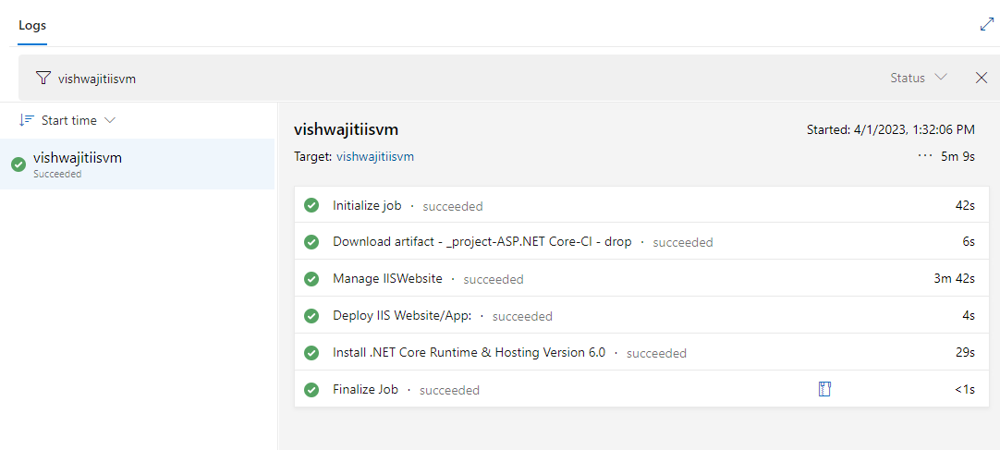 Logs
vishwajitiisvm
Status
Start time
vishwajitiisvm
Succeeded
vishwajitiisvm
Started: 4/1/2023, 1:32:06 PM
Target: vishwajitiisvm
··· 5m 9s
Initialize job · succeeded 42s
Download artifact - _project-ASP.NET Core-CI - drop · succeeded 6s
Manage IISWebsite · succeeded 3m 42s
Deploy IIS Website/App: · succeeded 4s
Install .NET Core Runtime & Hosting Version 6.0 · succeeded 29s
Finalize Job · succeeded <1s